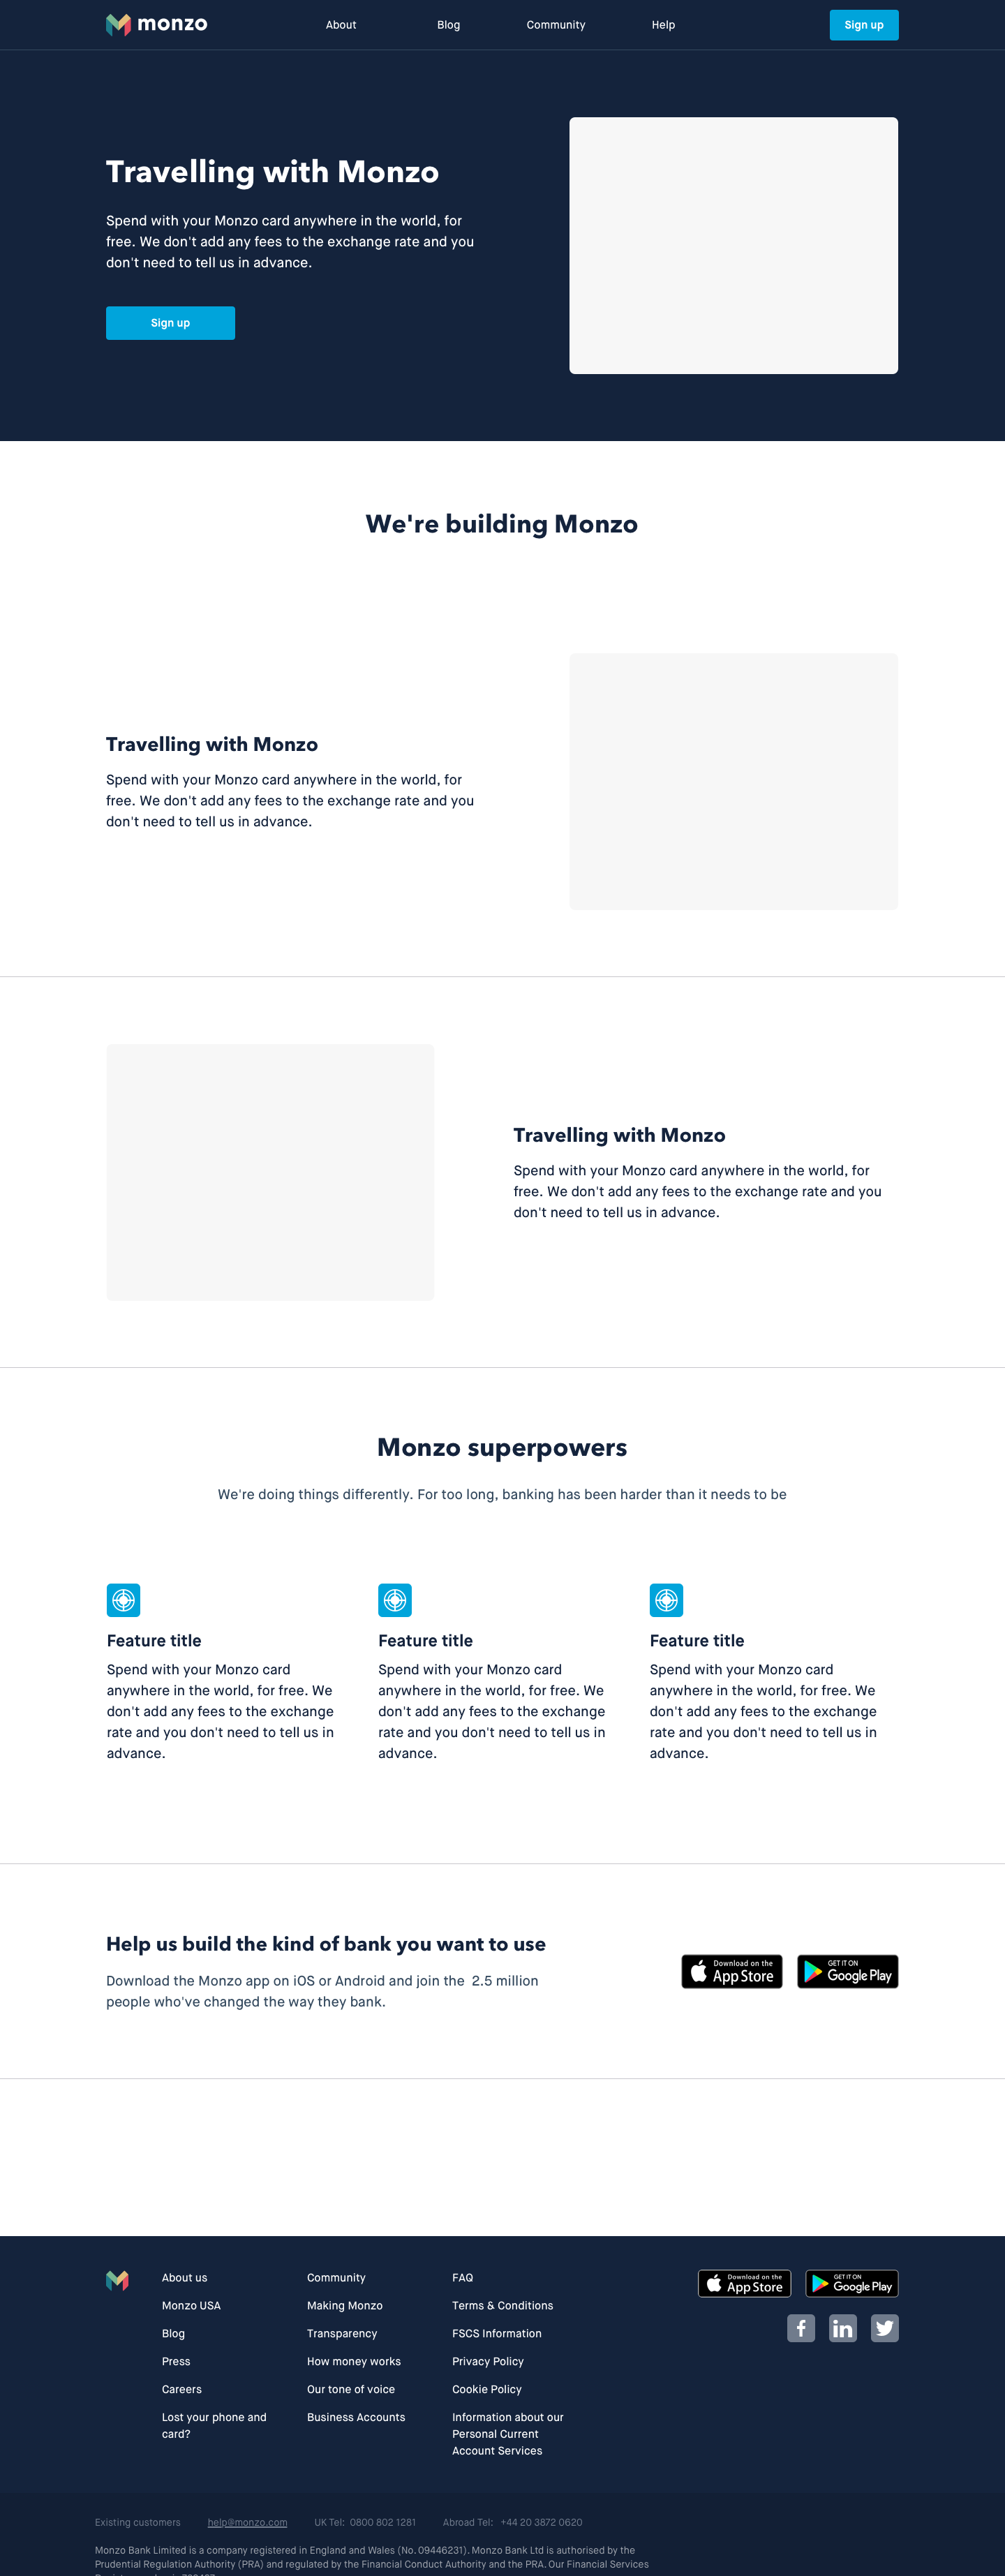 monzo
About
Blog
Community
Help
Sign up
Travelling with Monzo
Spend with your Monzo card anywhere in the world, for
free. We don't add any fees to the exchange rate and you
don't need to tell us in advance.
Sign up
We're building Monzo
Travelling with Monzo
Spend with your Monzo card anywhere in the world, for
free. We don't add any fees to the exchange rate and you
don't need to tell us in advance.
Travelling with Monzo
Spend with your Monzo card anywhere in the world, for
free. We don't add any fees to the exchange rate and you
don't need to tell us in advance.
Monzo superpowers
We're doing things differently. For too long, banking has been harder than it needs to be
Feature title
Spend with your Monzo card
anywhere in the world, for free. We
don't add any fees to the exchange
rate and you don't need to tell us in
advance.
Feature title
Spend with your Monzo card
anywhere in the world, for free. We
don't add any fees to the exchange
rate and you don't need to tell us in
advance.
Feature title
Spend with your Monzo card
anywhere in the world, for free. We
don't add any fees to the exchange
rate and you don't need to tell us in
advance.
Help us build the kind of bank you want to use
Download the Monzo app on iOS or Android and join the 2.5 million
people who've changed the way they bank.
Download on the
App Store
GET IT ON
Google Play
About us
Monzo USA
Blog
Press
Careers
Lost your phone and
card?
Community
Making Monzo
Transparency
How money works
Our tone of voice
Business Accounts
FAQ
Terms & Conditions
FSCS Information
Privacy Policy
Cookie Policy
Information about our
Personal Current
Account Services
Download on the
App Store
GET IT ON
Google Play
f
in
Existing customers
help@monzo.com
UK Tel: 0800 802 1281
Abroad Tel: +44 20 3872 0620
Monzo Bank Limited is a company registered in England and Wales (No. 09446231). Monzo Bank Ltd is authorised by the
Prudential Regulation Authority (PRA) and regulated by the Financial Conduct Authority and the PRA. Our Financial Services